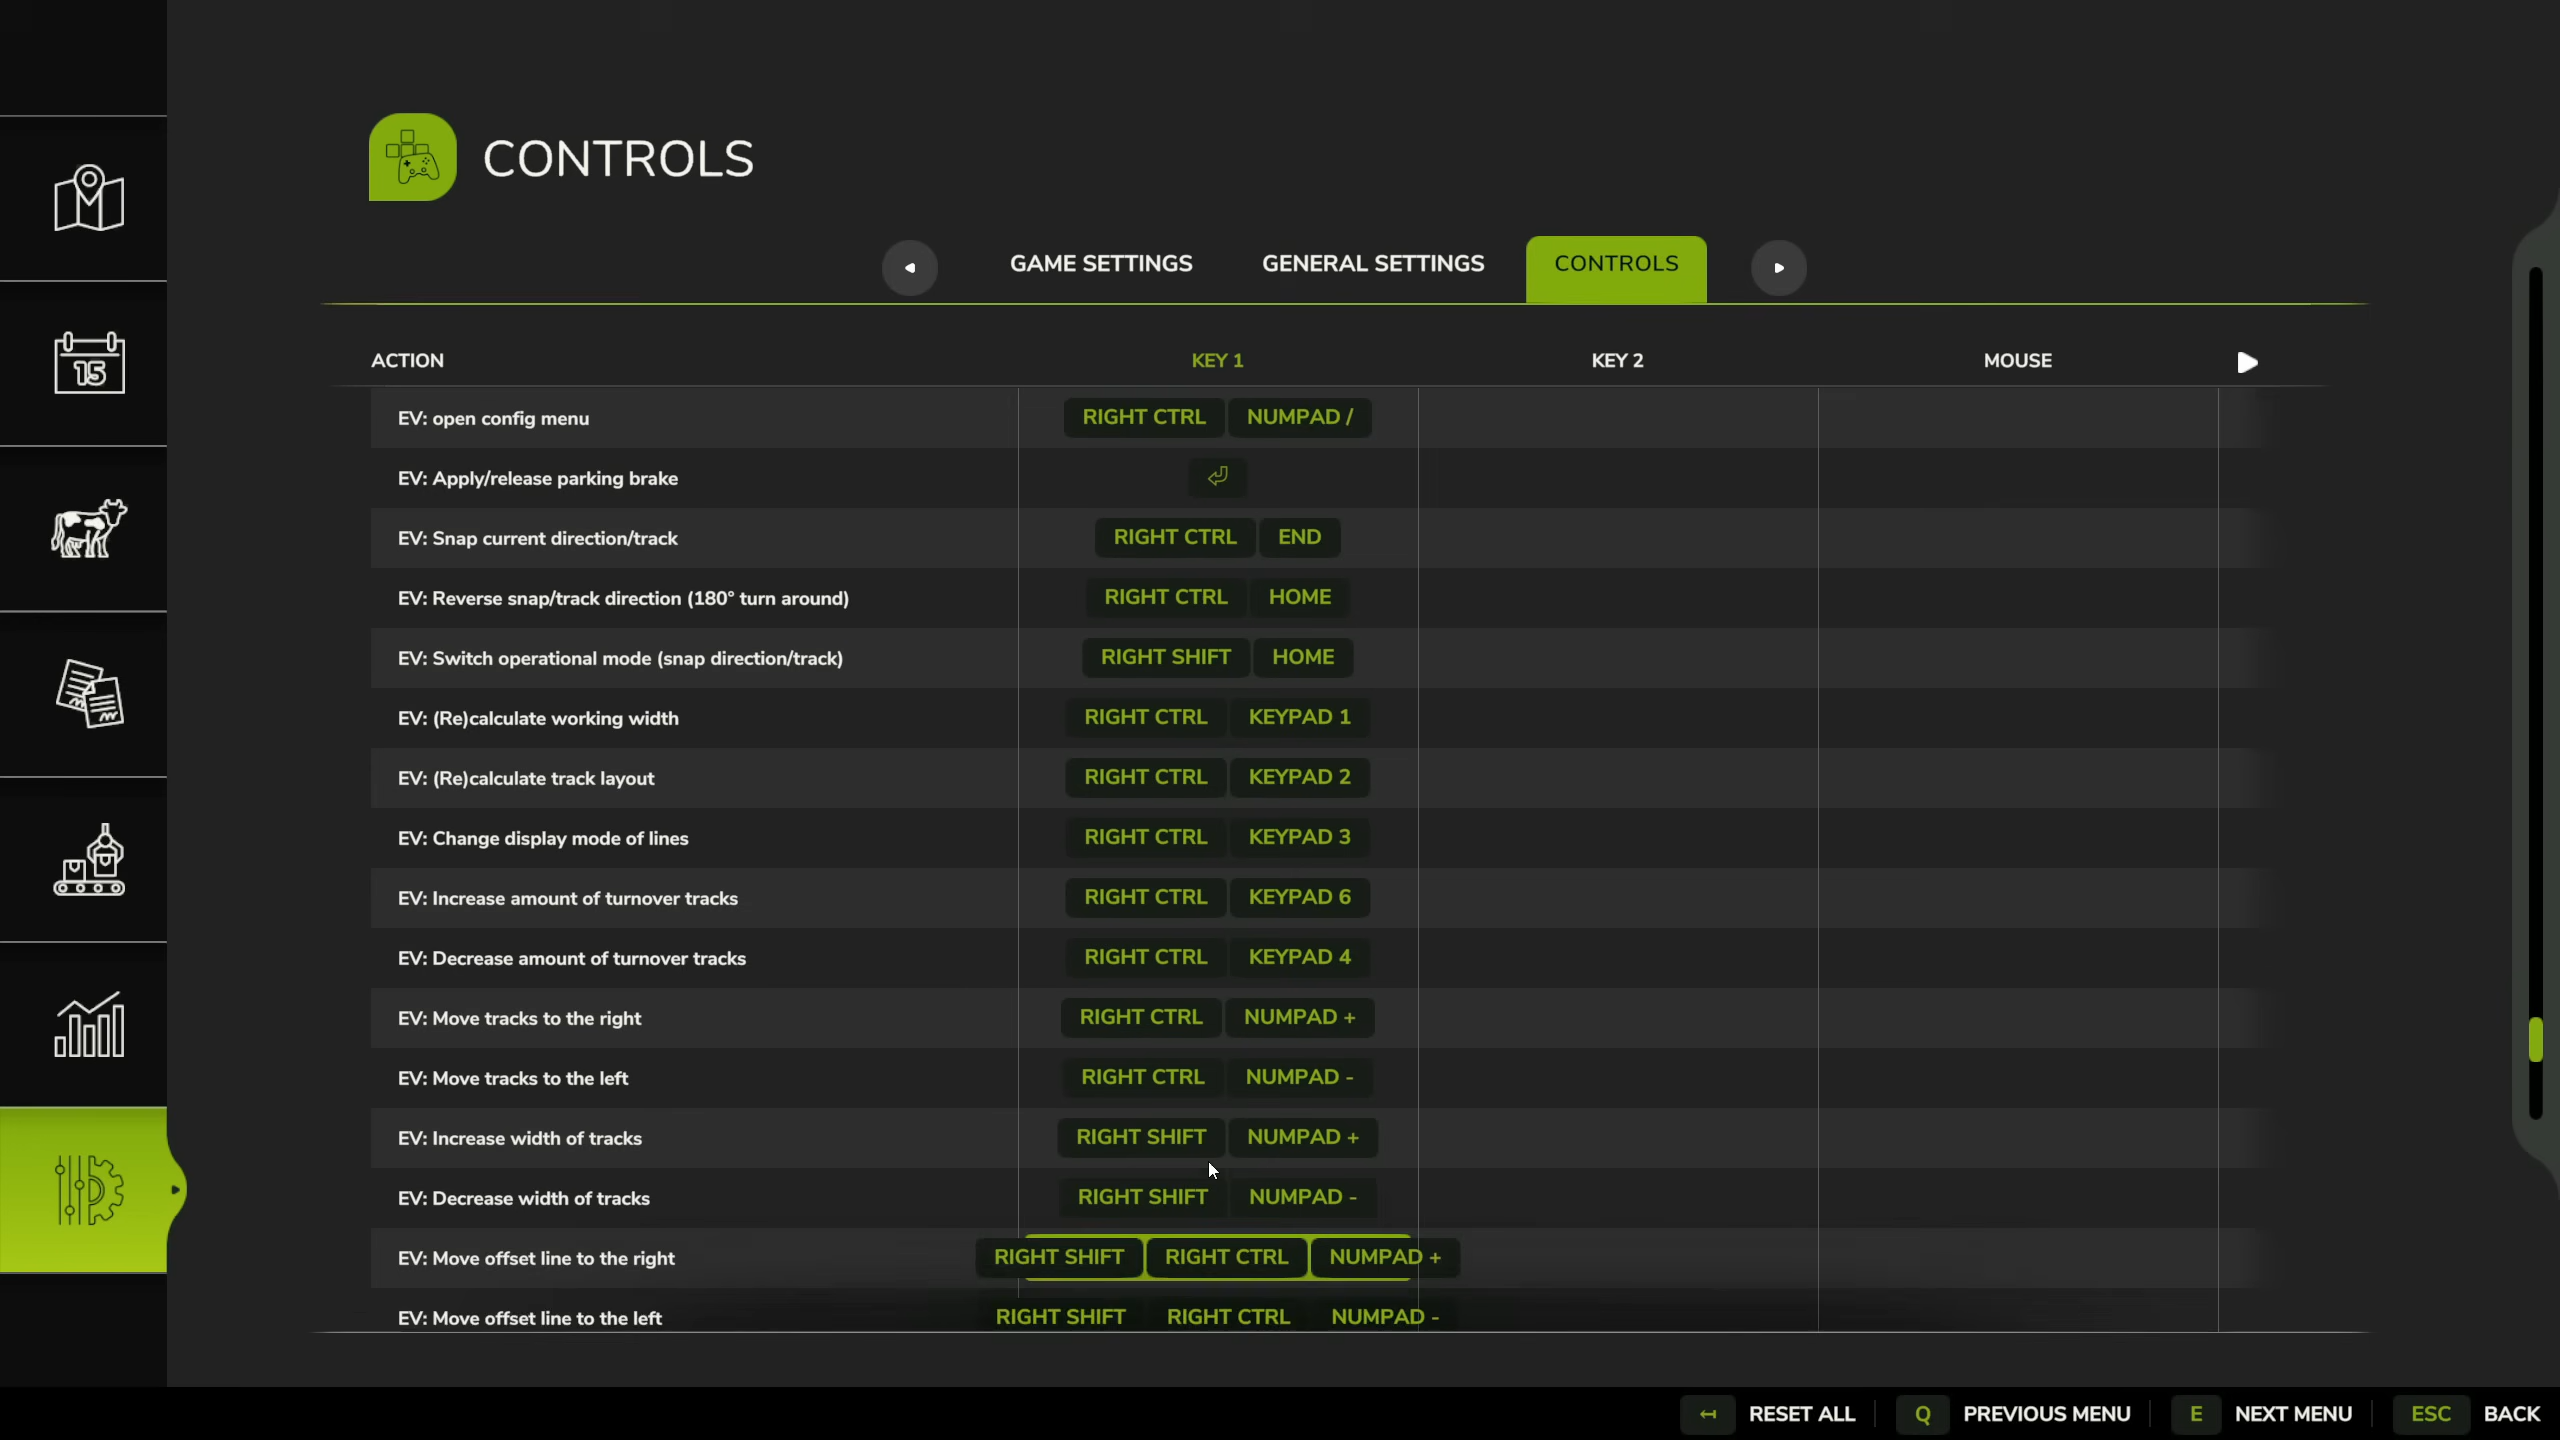 CONTROLS
GAME SETTINGS GENERAL SETTINGS CONTROLS
15
ACTION KEY 1 KEY 2 MOUSE
EV: open config menu RIGHT CTRL NUMPAD /
EV: Apply/release parking brake
EV: Snap current direction/track RIGHT CTRL END
EV: Reverse snap/track direction (180° turn around) RIGHT CTRL HOME
EV: Switch operational mode (snap direction/track) RIGHT SHIFT HOME
EV: (Re)calculate working width RIGHT CTRL KEYPAD 1
EV: (Re)calculate track layout RIGHT CTRL KEYPAD 2
EV: Change display mode of lines RIGHT CTRL KEYPAD 3
EV: Increase amount of turnover tracks RIGHT CTRL KEYPAD 6
EV: Decrease amount of turnover tracks RIGHT CTRL KEYPAD 4
EV: Move tracks to the right RIGHT CTRL NUMPAD +
EV: Move tracks to the left RIGHT CTRL NUMPAD -
EV: Increase width of tracks RIGHT SHIFT NUMPAD +
EV: Decrease width of tracks RIGHT SHIFT NUMPAD -
EV: Move offset line to the right RIGHT SHIFT RIGHT CTRL NUMPAD +
EV: Move offset line to the left RIGHT SHIFT RIGHT CTRL NUMPAD -
RESET ALL Q PREVIOUS MENU E NEXT MENU ESC BACK